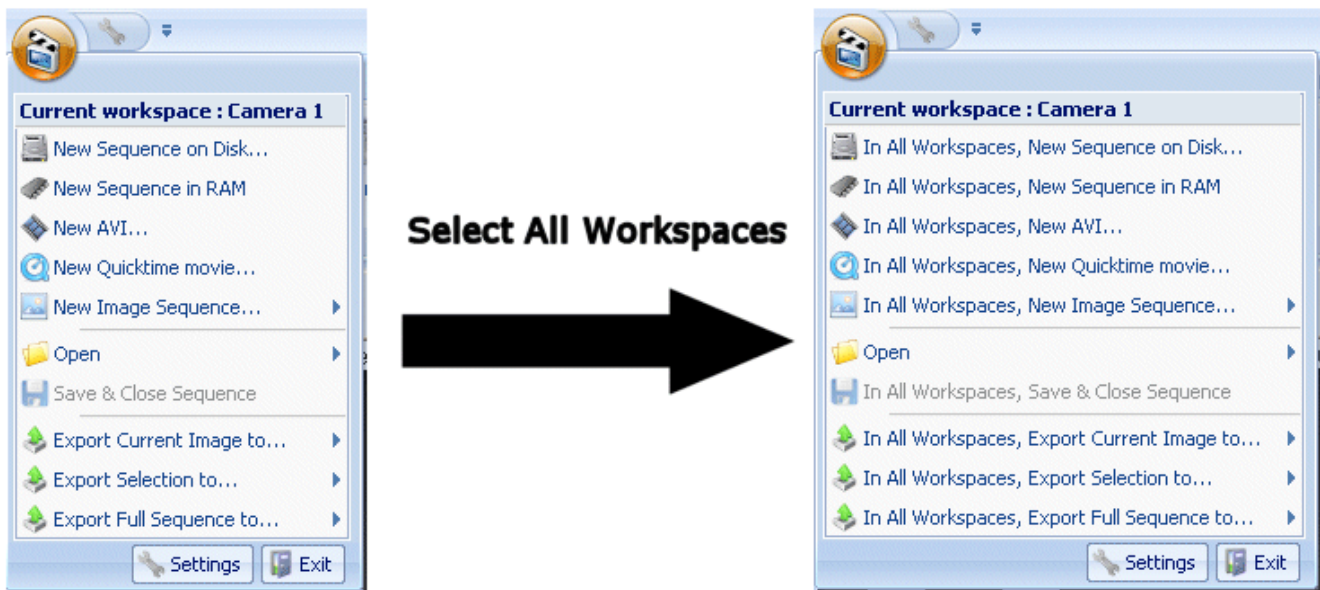 Current workspace : Camera 1
New Sequence on Disk...
New Sequence in RAM
New AVI...
New Quicktime movie...
New Image Sequence...
Open
Save & Close Sequence
Export Current Image to...
Export Selection to...
Export Full Sequence to...
Settings
Exit
Select All Workspaces
Current workspace : Camera 1
In All Workspaces, New Sequence on Disk...
In All Workspaces, New Sequence in RAM
In All Workspaces, New AVI...
In All Workspaces, New Quicktime movie...
In All Workspaces, New Image Sequence...
Open
In All Workspaces, Save & Close Sequence
In All Workspaces, Export Current Image to...
In All Workspaces, Export Selection to...
In All Workspaces, Export Full Sequence to...
Settings
Exit